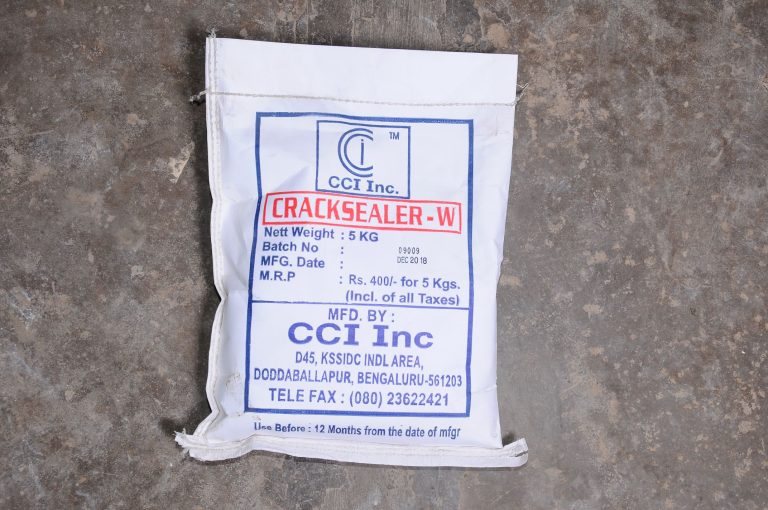 CCi TM
CCI Inc.
CRACKSEALER - W
Nett Weight : 5 KG
Batch No : 09009
MFG. Date : DEC 2018
M.R.P : Rs. 400/- for 5 Kgs.
(Incl. of all Taxes)
MFD. BY :
CCI Inc
D45, KSSIDC INDL AREA,
DODDABALLAPUR, BENGALURU-561203
TELE FAX : (080) 23622421
Use Before : 12 Months from the date of mfgr